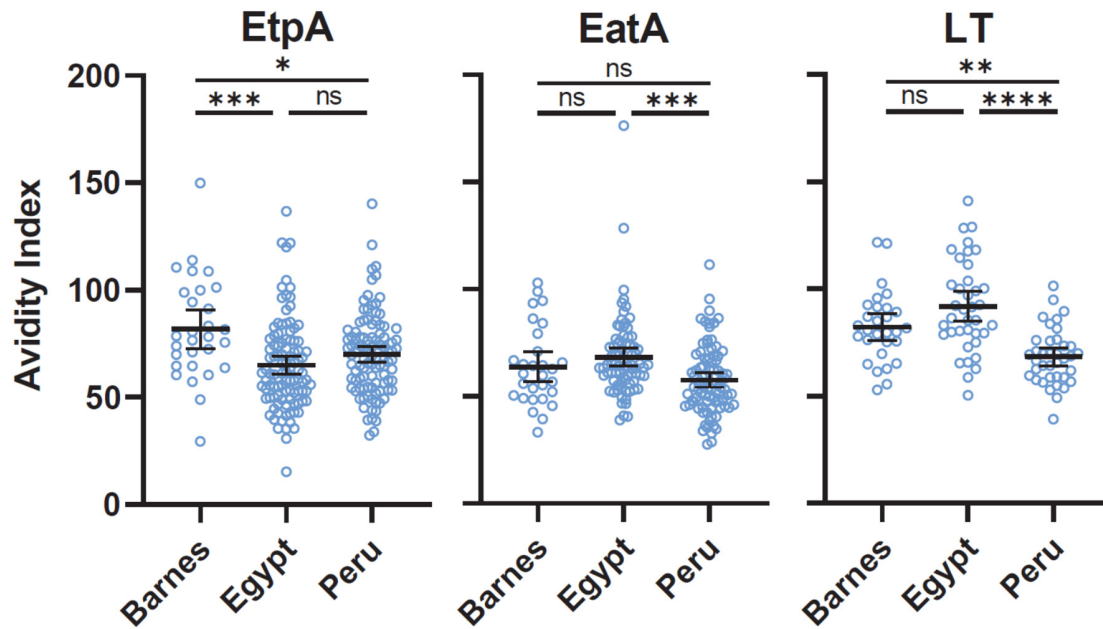 EtpA EatA LT
200
* ns **
*** ns ns *** ns ****
150
100
50
0
Avidity Index
Barnes Egypt Peru Barnes Egypt Peru Barnes Egypt Peru